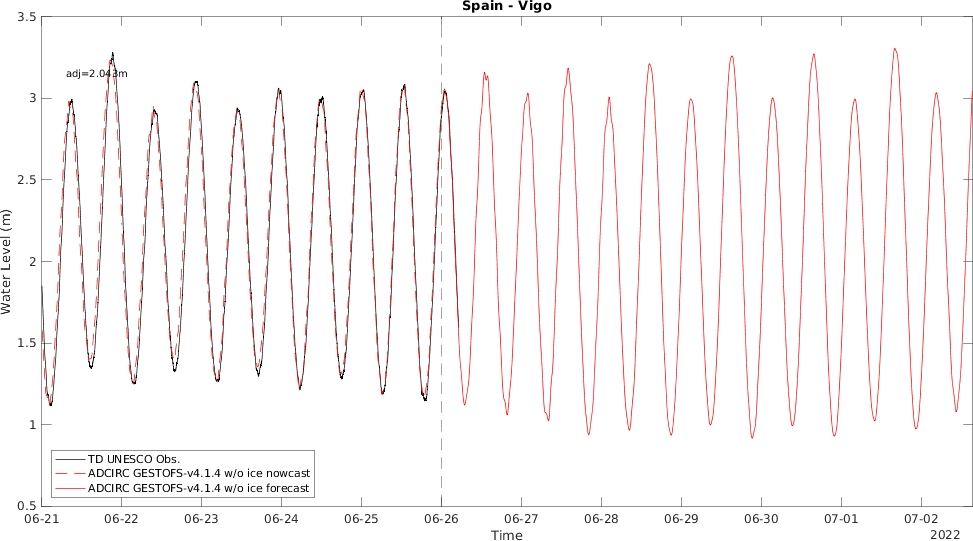 Spain - Vigo
3.5
adj=2.043m
3
2.5
Water Level (m)
2
1.5
1
TD UNESCO Obs.
ADCIRC GESTOFS-v4.1.4 w/o ice nowcast
ADCIRC GESTOFS-v4.1.4 w/o ice forecast
0.5
06-21 06-22 06-23 06-24 06-25 06-26 06-27 06-28 06-29 06-30 07-01 07-02
Time
2022